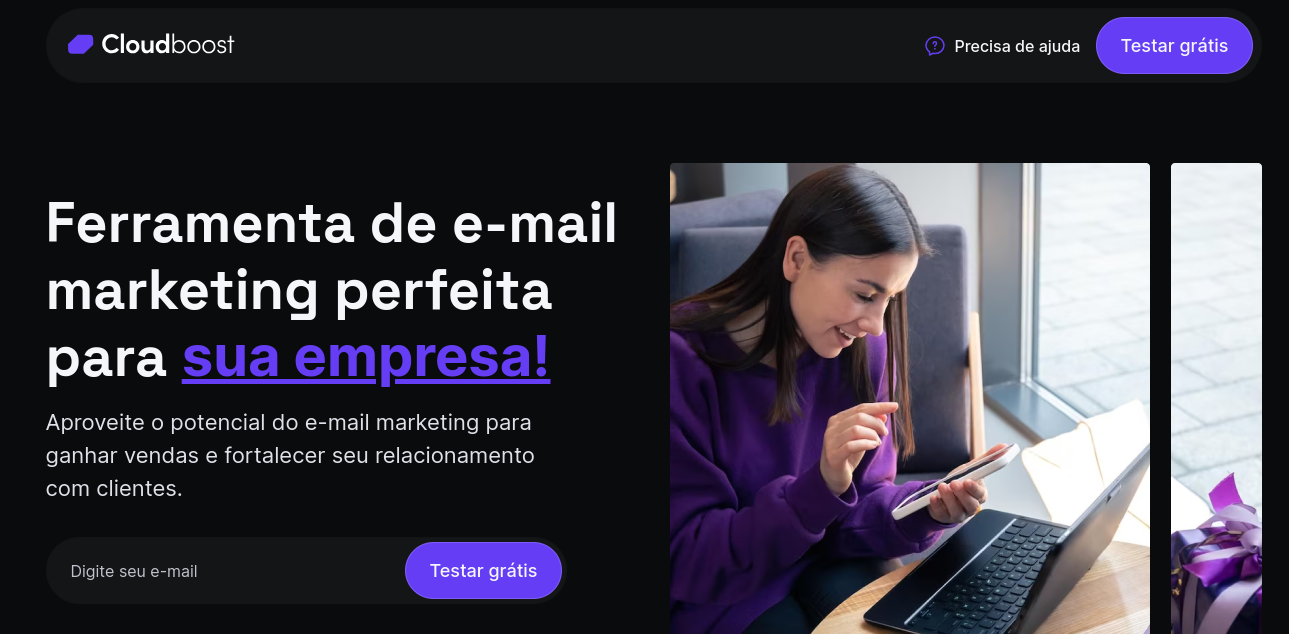 Cloudboost
Precisa de ajuda
Testar grátis
Ferramenta de e-mail
marketing perfeita
para sua empresa!
Aproveite o potencial do e-mail marketing para
ganhar vendas e fortalecer seu relacionamento
com clientes.
Digite seu e-mail
Testar grátis